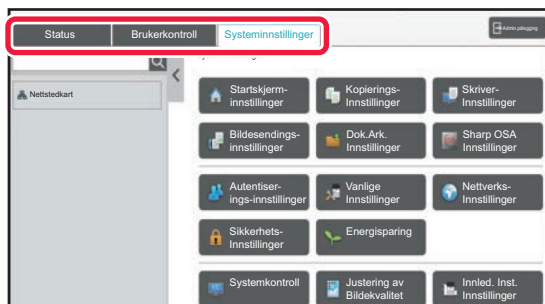 Status
Brukerkontroll
Systeminnstillinger
Admin.pålogging
Nettstedkart
Startskjerm-
innstillinger
Kopierings-
Innstillinger
Skriver-
Innstillinger
Bildesendings-
innstillinger
Dok.Ark.
Innstillinger
Sharp OSA
Innstillinger
Autentiser-
ings-innstillinger
Vanlige
Innstillinger
Nettverks-
Innstillinger
Sikkerhets-
Innstillinger
Energisparing
Systemkontroll
Justering av
Bildekvalitet
Innled. Inst.
Innstillinger